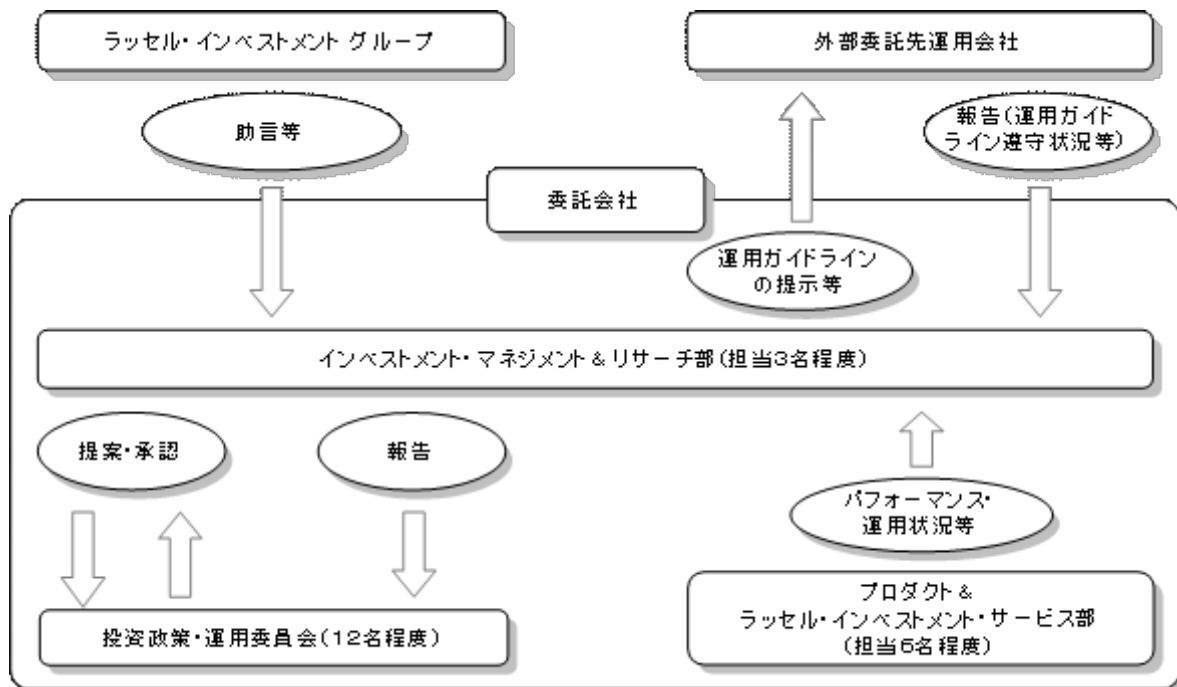 ラッセル・インベストメント グループ
外部委託先運用会社
助言等
報告(運用ガイド
ライン遵守状況等)
委託会社
運用ガイドライン
の提示等
インベストメント・マネジメント&リサーチ部(担当3名程度)
提案・承認
報告
パフォーマンス・
運用状況等
投資政策・運用委員会(12名程度)
プロダクト&
ラッセル・インベストメント・サービス部
(担当6名程度)